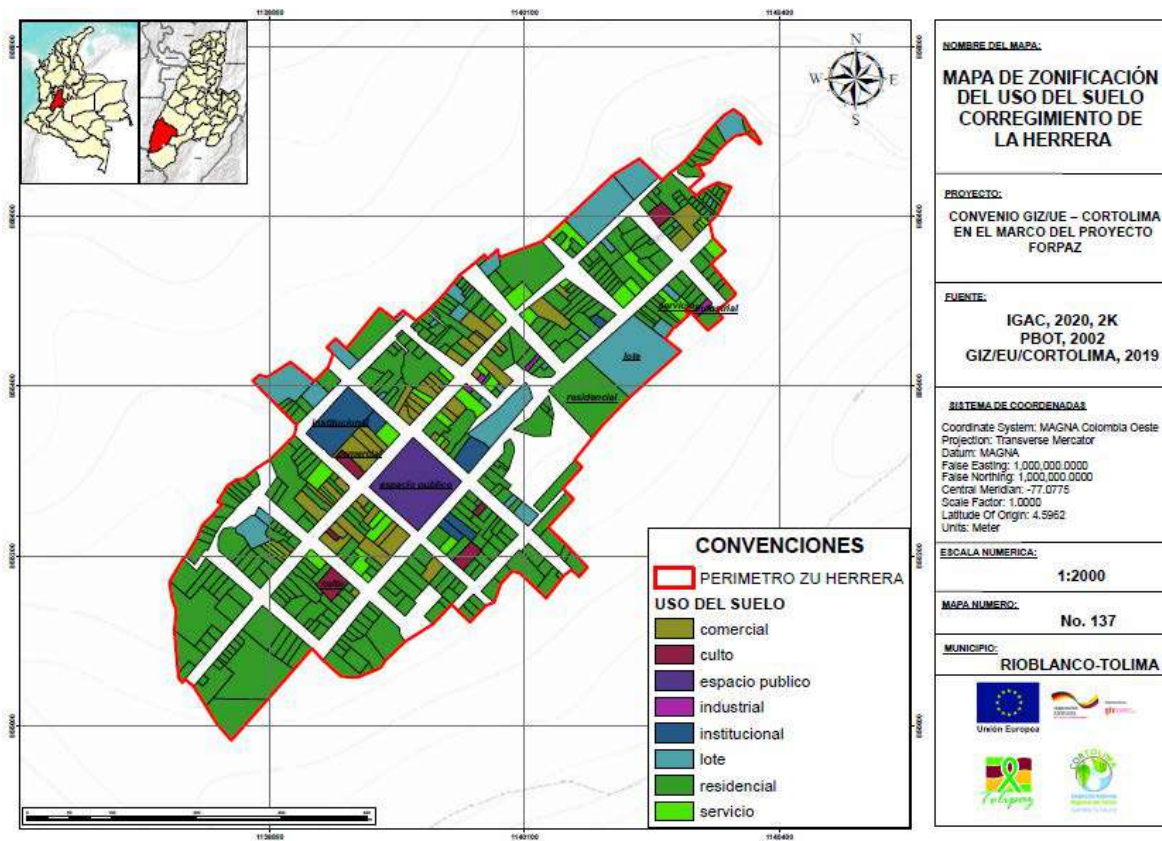 N
W
E
S
servicio
industrial
lote
residencial
institucional
comercial
espacio publico
culto
CONVENCIONES
PERIMETRO ZU HERRERA
USO DEL SUELO
comercial
culto
espacio publico
industrial
institucional
lote
residencial
servicio
NOMBRE DEL MAPA:
MAPA DE ZONIFICACIÓN
DEL USO DEL SUELO
CORREGIMIENTO DE
LA HERRERA
PROYECTO:
CONVENIO GIZ/UE – CORTOLIMA
EN EL MARCO DEL PROYECTO
FORPAZ
FUENTE:
IGAC, 2020, 2K
PBOT, 2002
GIZ/EU/CORTOLIMA, 2019
SISTEMA DE COORDENADAS
Coordinate System: MAGNA Colombia Oeste
Projection: Transverse Mercator
Datum: MAGNA
False Easting: 1,000,000.0000
False Northing: 1,000,000.0000
Central Meridian: -77.0775
Scale Factor: 1.0000
Latitude Of Origin: 4.5962
Units: Meter
ESCALA NUMERICA:
1:2000
MAPA NUMERO:
No. 137
MUNICIPIO:
RIOBLANCO-TOLIMA
Unión Europea
giz
CORTOLIMA